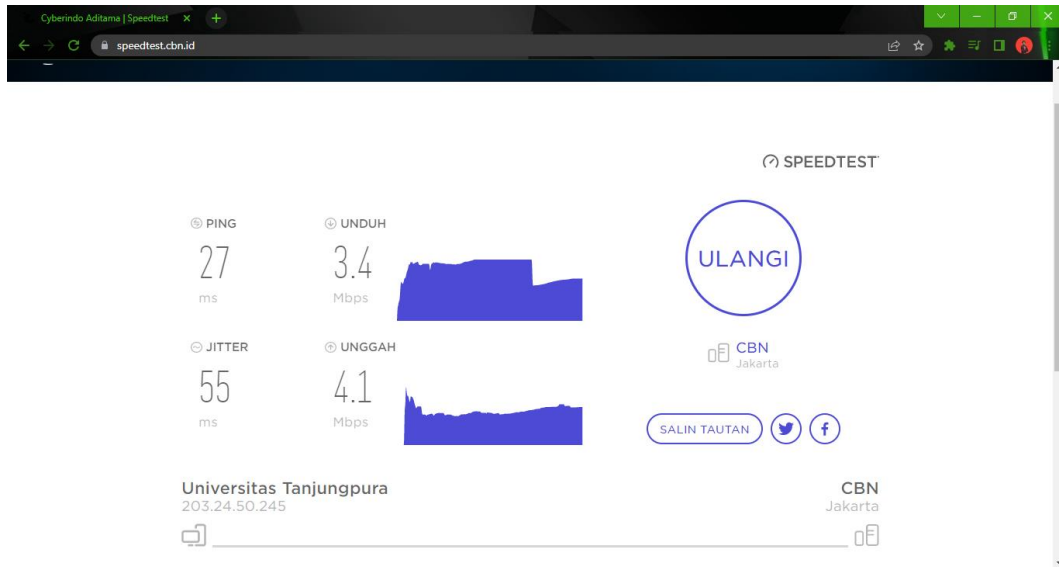 Cyberindo Aditama | Speedtest
speedtest.cbn.id
SPEEDTEST
PING
27
ms
UNDUH
3.4
Mbps
JITTER
55
ms
UNGGAH
4.1
Mbps
ULANGI
CBN
Jakarta
SALIN TAUTAN
Universitas Tanjungpura
203.24.50.245
CBN
Jakarta